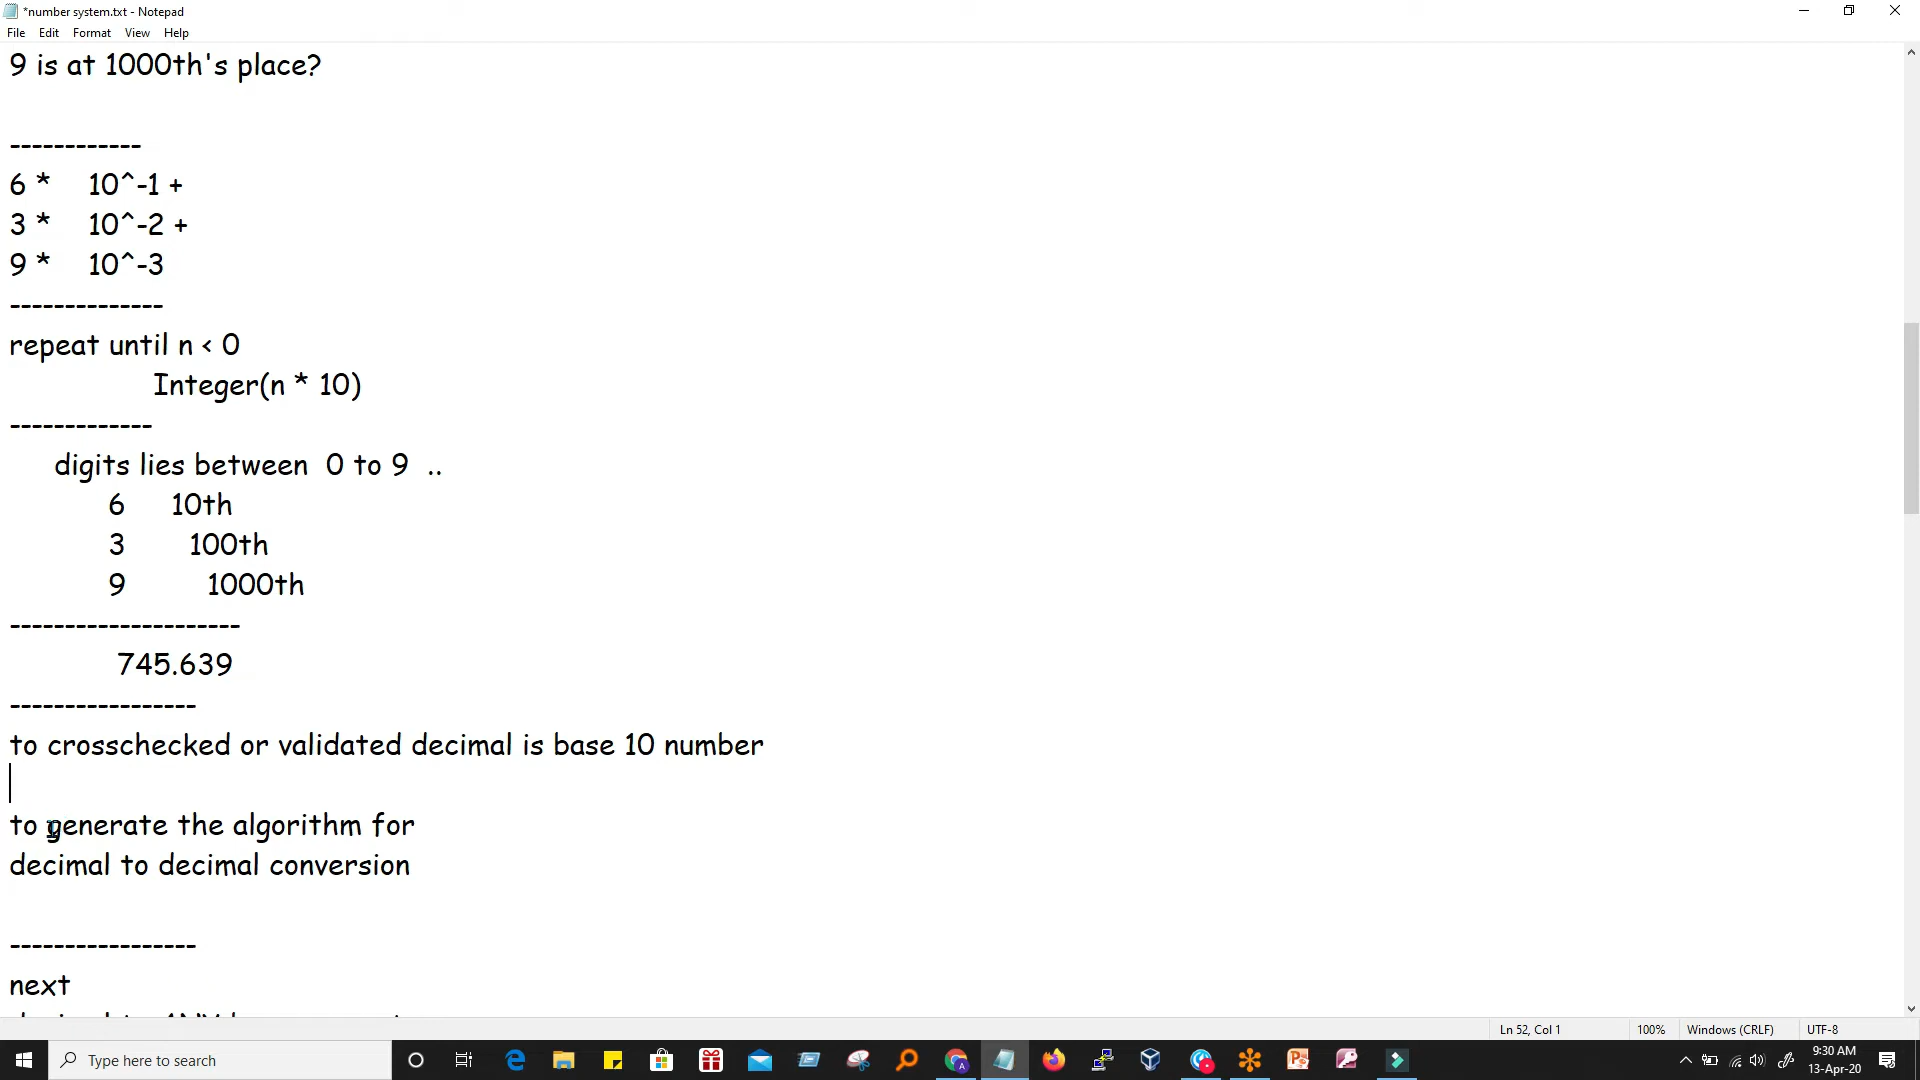 *number system.txt - Notepad
File Edit Format View Help
9 is at 1000th's place?
------------
6 * 10^-1 +
3 * 10^-2 +
9 * 10^-3
--------------
repeat until n < 0
Integer(n * 10)
-------------
digits lies between 0 to 9 ..
6 10th
3 100th
9 1000th
---------------------
745.639
-----------------
to crosschecked or validated decimal is base 10 number
to generate the algorithm for
decimal to decimal conversion
-----------------
next
Ln 52, Col 1 100% Windows (CRLF) UTF-8
Type here to search
9:30 AM
13-Apr-20